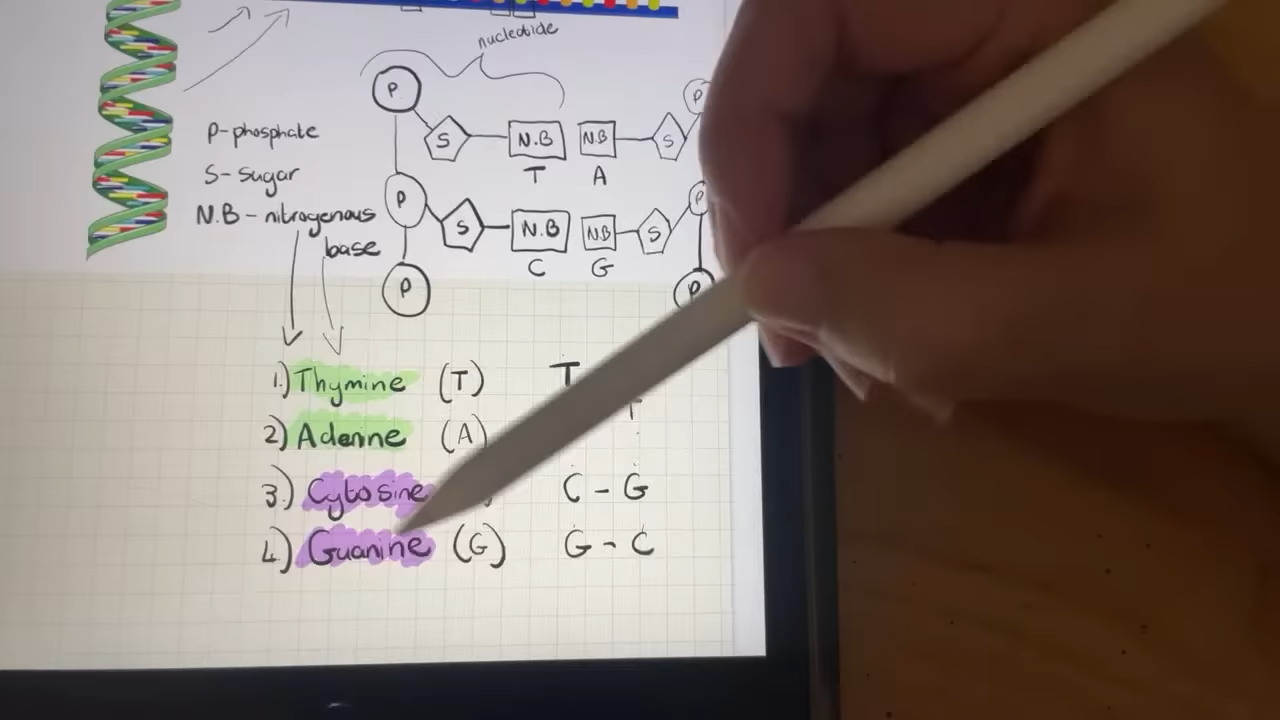 nucleotide
P
P
S
N.B
N.B
S
P-phosphate
T
A
S-sugar
P
P
S
N.B
N.B
S
N.B-nitrogenous
base
C
G
P
P
1.) Thymine (T) T
T
2) Adenine (A)
3.) Cytosine C - G
4.) Guanine (G) G - C